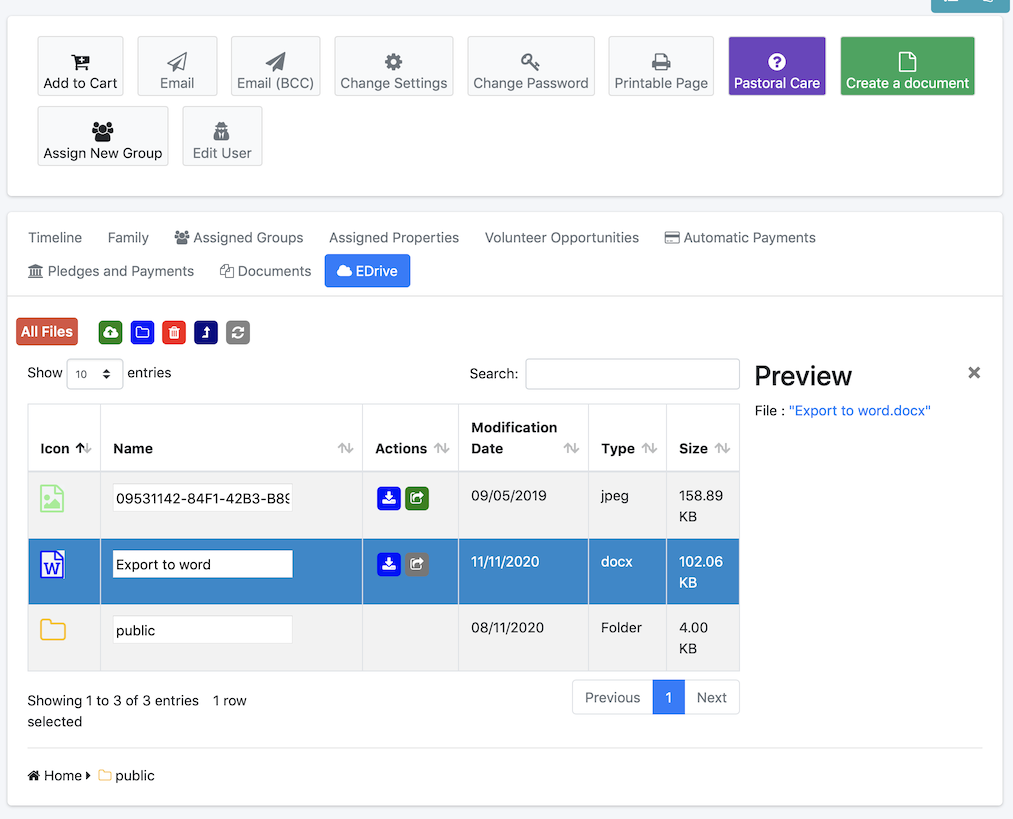 Add to Cart
Email
Email (BCC)
Change Settings
Change Password
Printable Page
Pastoral Care
Create a document
Assign New Group
Edit User
Timeline
Family
Assigned Groups
Assigned Properties
Volunteer Opportunities
Automatic Payments
Pledges and Payments
Documents
EDrive
All Files
Show 10 entries
Search:
Preview
File : "Export to word.docx"
Icon
Name
Actions
Modification
Date
Type
Size
09531142-84F1-42B3-B89
09/05/2019
jpeg
158.89
KB
W
Export to word
11/11/2020
docx
102.06
KB
public
08/11/2020
Folder
4.00
KB
Showing 1 to 3 of 3 entries 1 row
selected
Previous
1
Next
Home
public